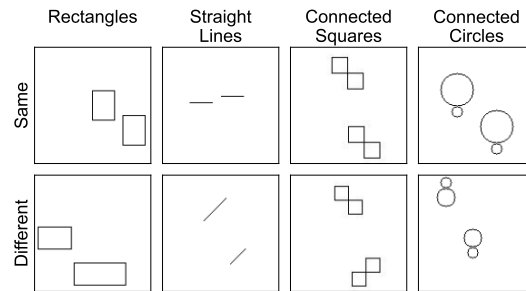 Rectangles
Straight
Lines
Connected
Squares
Connected
Circles
Same
Different